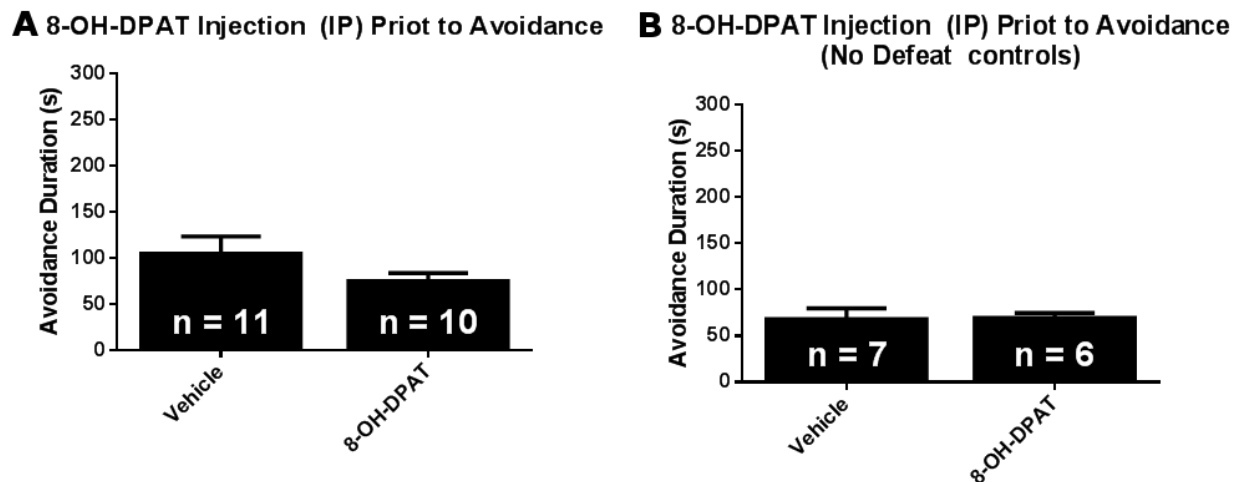 A 8-OH-DPAT Injection (IP) Priot to Avoidance
300
250
200
150
100
50
0
Avoidance Duration (s)
n = 11
n = 10
Vehicle
8-OH-DPAT
B 8-OH-DPAT Injection (IP) Priot to Avoidance
(No Defeat controls)
300
250
200
150
100
50
0
Avoidance Duration (s)
n = 7
n = 6
Vehicle
8-OH-DPAT